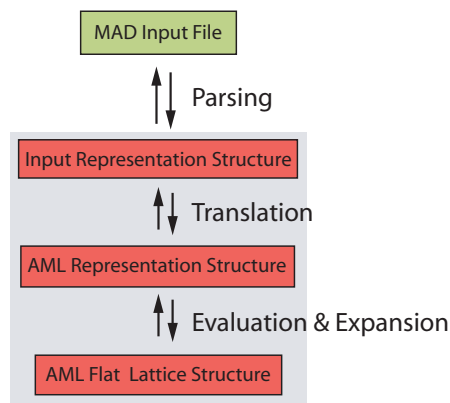 MAD Input File
Parsing
Input Representation Structure
Translation
AML Representation Structure
Evaluation & Expansion
AML Flat Lattice Structure